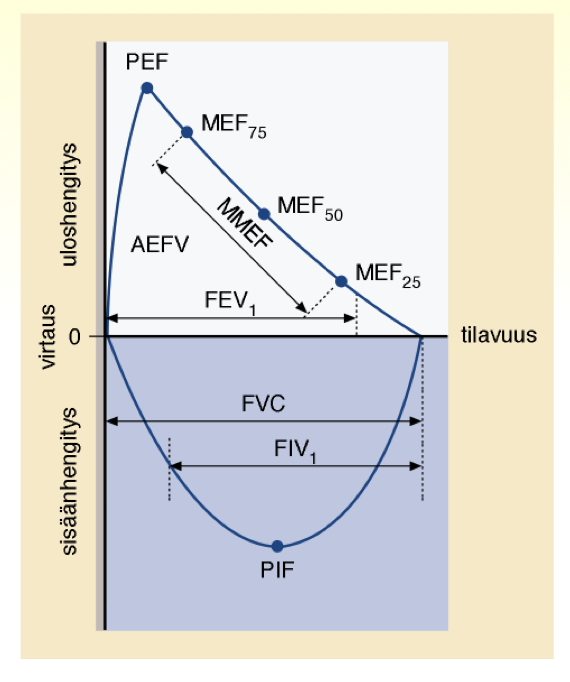 PEF
MEF75
MEF50
MMEF
AEFV
MEF25
FEV1
uloshengitys
virtaus
0
tilavuus
FVC
FIV1
sisäänhengitys
PIF